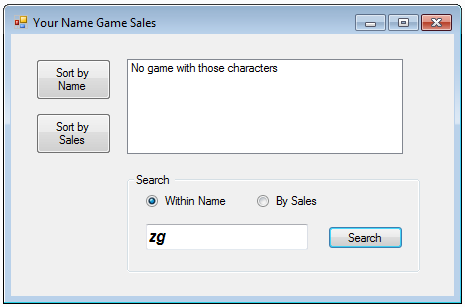 Your Name Game Sales
Sort by
Name
No game with those characters
Sort by
Sales
Search
Within Name
By Sales
zg
Search